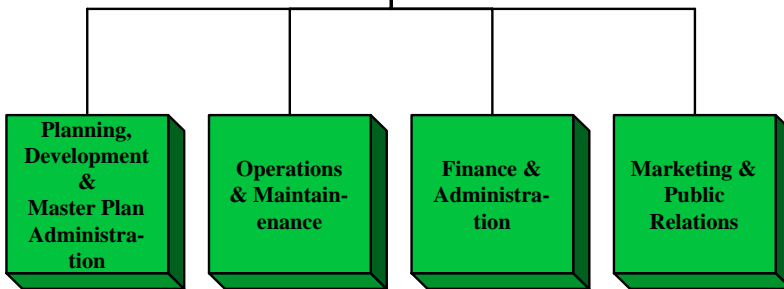 Planning,
Development
&
Master Plan
Administra-
tion
Operations
& Maintain-
enance
Finance &
Administra-
tion
Marketing &
Public
Relations